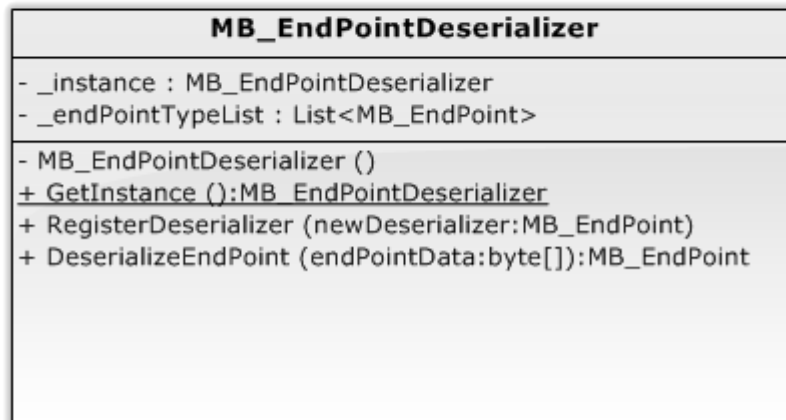 MB_EndPointDeserializer
- _instance : MB_EndPointDeserializer
- _endPointTypeList : List<MB_EndPoint>
- MB_EndPointDeserializer ()
+ GetInstance ():MB_EndPointDeserializer
+ RegisterDeserializer (newDeserializer:MB_EndPoint)
+ DeserializeEndPoint (endPointData:byte[]):MB_EndPoint